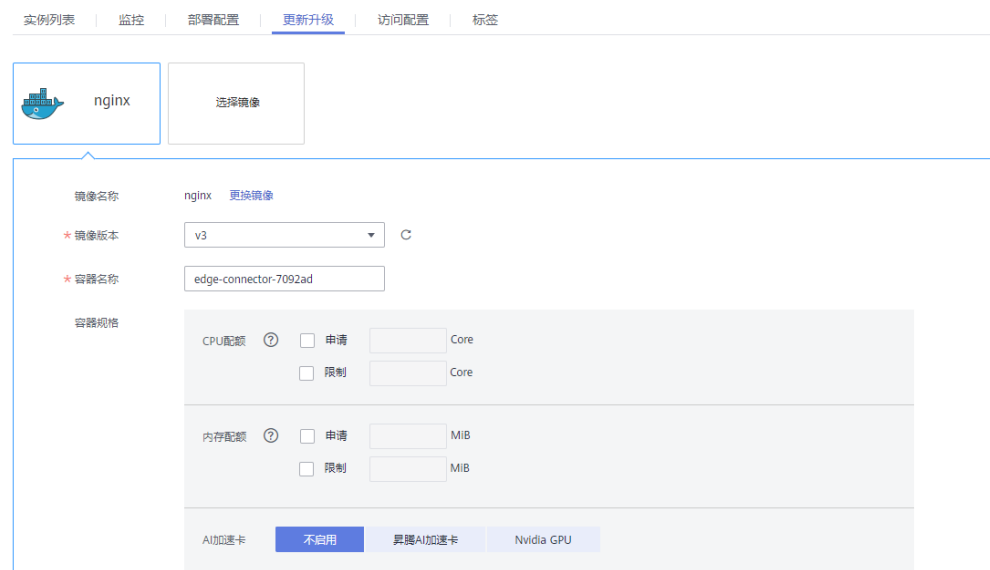 实例列表 监控 部署配置 更新升级 访问配置 标签
nginx 选择镜像
镜像名称 nginx 更换镜像
* 镜像版本 v3
* 容器名称 edge-connector-7092ad
容器规格
CPU配额 ? 申请 Core
限制 Core
内存配额 ? 申请 MiB
限制 MiB
AI加速卡 不启用 昇腾AI加速卡 Nvidia GPU